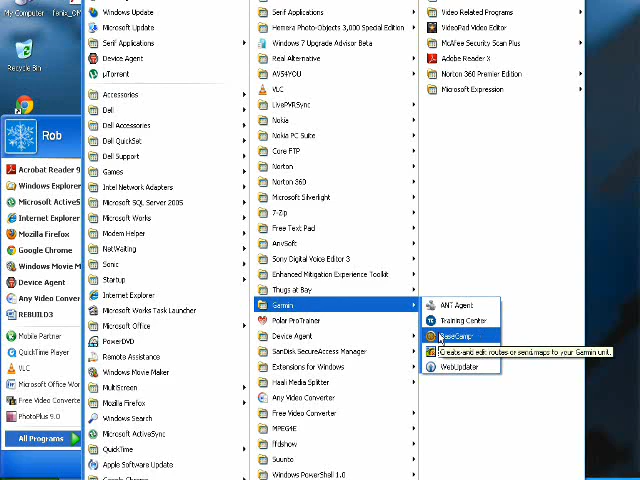 My Computer
fenix_OM
Recycle Bin
Rob
Acrobat Reader 9
Windows Explorer
Microsoft ActiveS
Internet Explorer
Mozilla Firefox
Google Chrome
Windows Movie M
Device Agent
Any Video Converter
REBUILD3
Mobile Partner
QuickTime Player
VLC
Free Video Converter
PhotoPlus 9.0
All Programs
Windows Update
Microsoft Update
Serif Applications
Device Agent
µTorrent
Accessories
Dell
Dell Accessories
Dell QuickSet
Dell Support
Games
Intel Network Adapters
Microsoft SQL Server 2005
Microsoft Works
Modem Helper
NetWaiting
Sonic
Startup
Internet Explorer
Microsoft Works Task Launcher
Microsoft Office
PowerDVD
Remote Assistance
Windows Movie Maker
MultiScreen
Mozilla Firefox
Windows Search
Microsoft ActiveSync
QuickTime
Apple Software Update
Google Chrome
Serif Applications
Hemera Photo-Objects 3,000 Special Edition
Windows 7 Upgrade Advisor Beta
Real Alternative
AVS4YOU
VLC
LivePVRSync
Nokia
Nokia PC Suite
Core FTP
Norton
Norton 360
Microsoft Silverlight
7-Zip
Free Text Pad
AnvSoft
Sony Digital Voice Editor 3
Enhanced Mitigation Experience Toolkit
Thugs at Bay
Garmin
Polar ProTrainer
Device Agent
SanDisk SecureAccess Manager
Extensions for Windows
Haali Media Splitter
Any Video Converter
Free Video Converter
MPEG4E
ffdshow
Suunto
Windows PowerShell 1.0
Video Related Programs
VideoPad Video Editor
McAfee Security Scan Plus
Adobe Reader X
Norton 360 Premier Edition
Microsoft Expression
ANT Agent
Training Center
BaseCamp
Create and edit routes or send maps to your Garmin unit.
WebUpdater